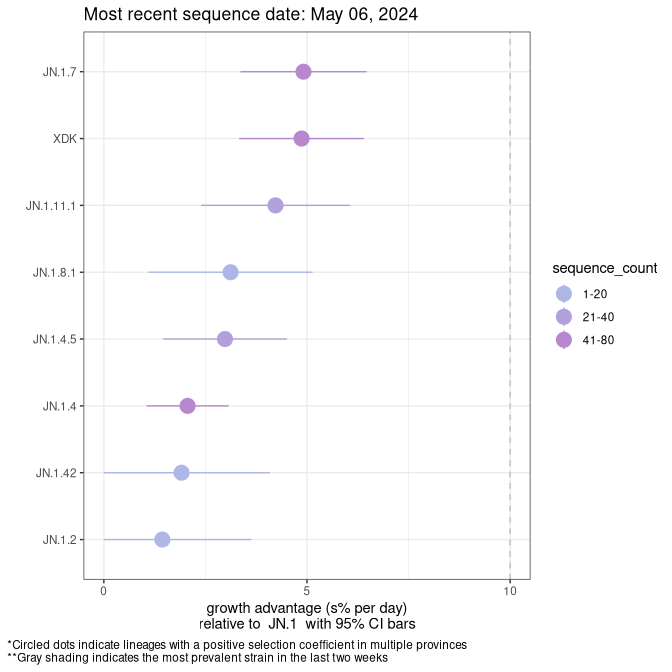 Most recent sequence date: May 06, 2024
JN.1.7
XDK
JN.1.11.1
JN.1.8.1
JN.1.4.5
JN.1.4
JN.1.42
JN.1.2
0 5 10
growth advantage (s% per day)
relative to JN.1 with 95% CI bars
sequence_count
1-20
21-40
41-80
*Circled dots indicate lineages with a positive selection coefficient in multiple provinces
**Gray shading indicates the most prevalent strain in the last two weeks